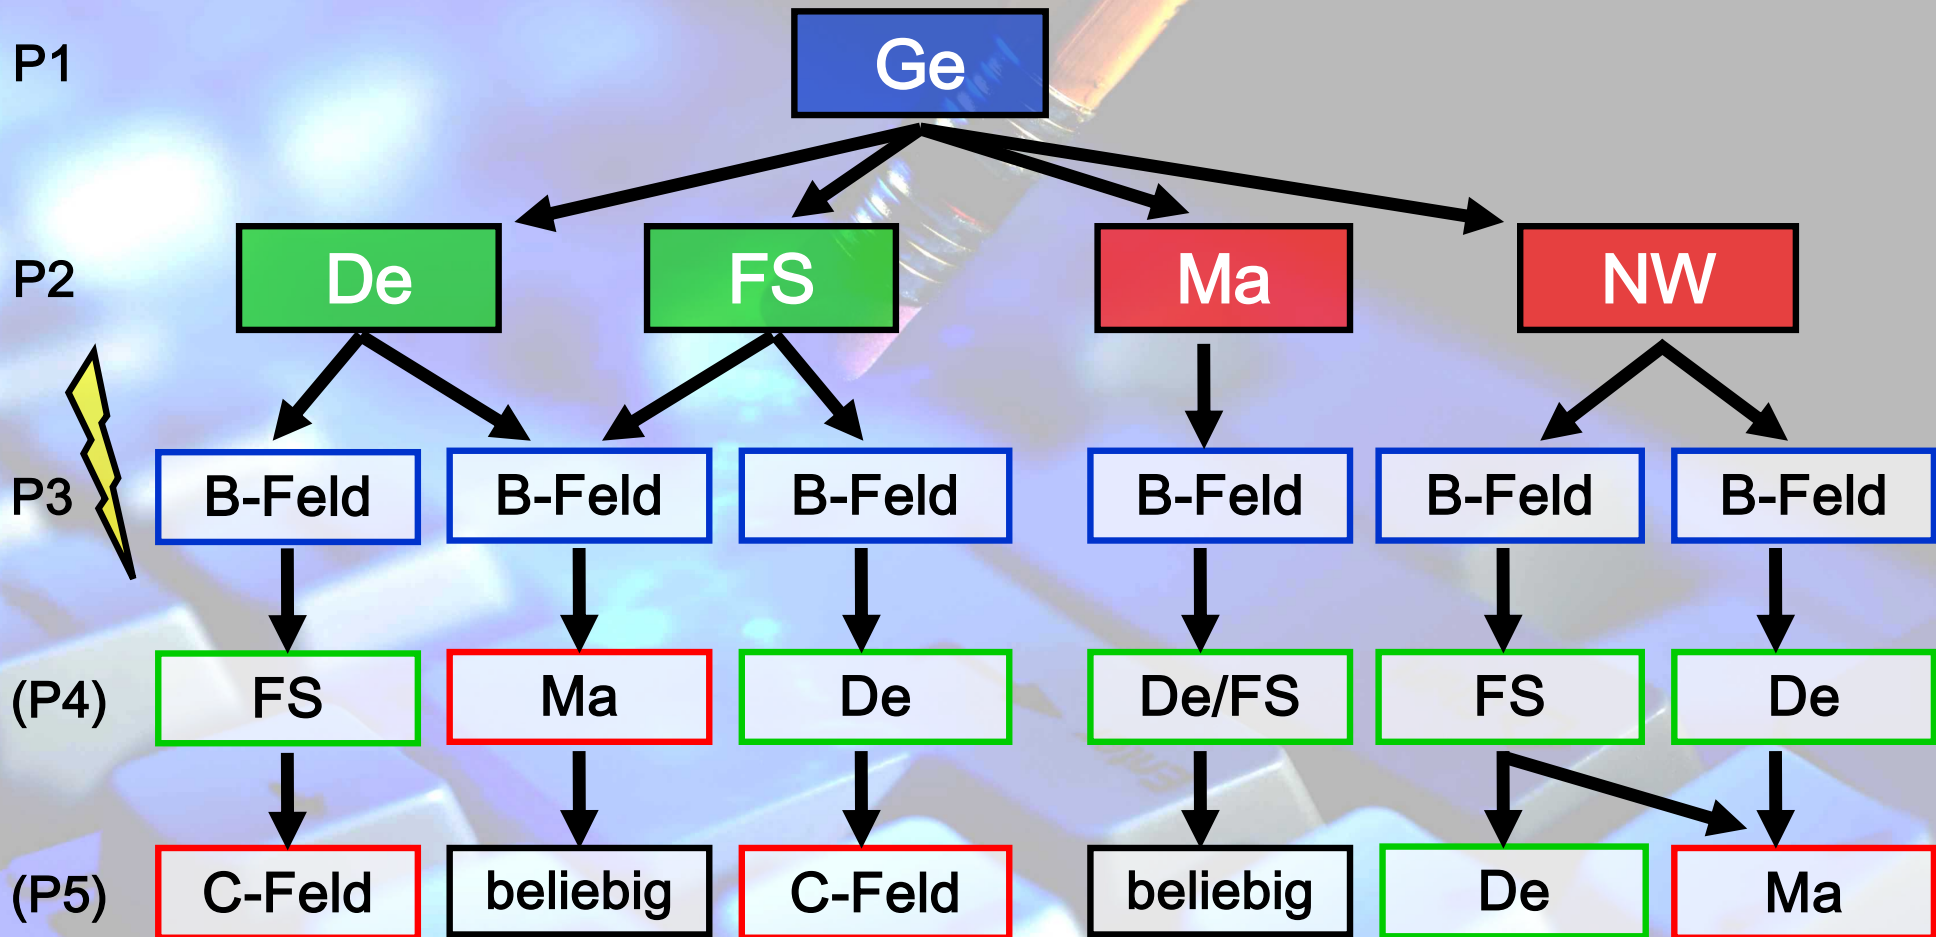 P1
Ge
P2
De
FS
Ma
NW
P3
B-Feld
B-Feld
B-Feld
B-Feld
B-Feld
B-Feld
(P4)
FS
Ma
De
De/FS
FS
De
(P5)
C-Feld
beliebig
C-Feld
beliebig
De
Ma